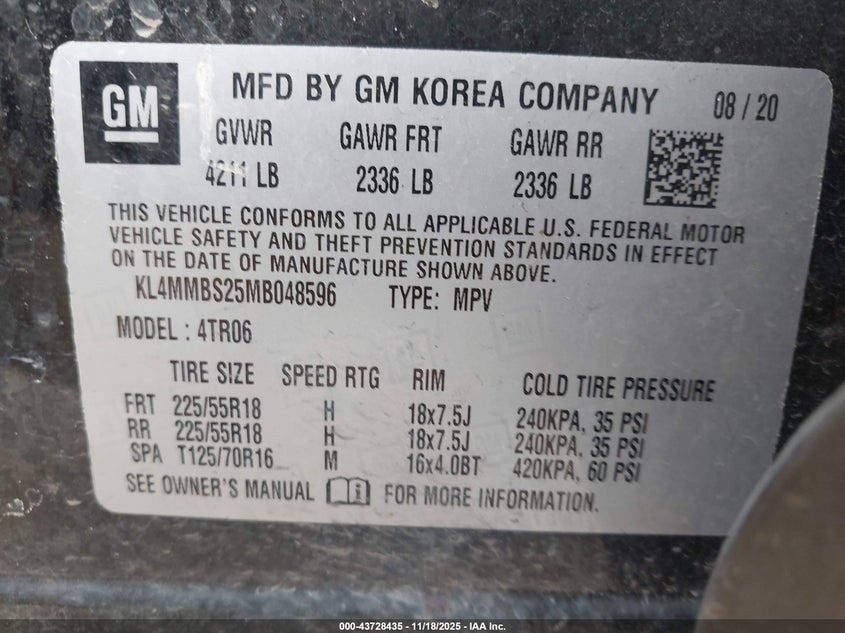 GM
MFD BY GM KOREA COMPANY 08 / 20
GVWR GAWR FRT GAWR RR
4211 LB 2336 LB 2336 LB
THIS VEHICLE CONFORMS TO ALL APPLICABLE U.S. FEDERAL MOTOR
VEHICLE SAFETY AND THEFT PREVENTION STANDARDS IN EFFECT
ON THE DATE OF MANUFACTURE SHOWN ABOVE.
KL4MMBS25MB048596 TYPE: MPV
MODEL : 4TR06
TIRE SIZE SPEED RTG RIM COLD TIRE PRESSURE
FRT 225/55R18 H 18x7.5J 240KPA, 35 PSI
RR 225/55R18 H 18x7.5J 240KPA, 35 PSI
SPA T125/70R16 M 16x4.0BT 420KPA, 60 PSI
SEE OWNER'S MANUAL FOR MORE INFORMATION.
000-43728435 - 11/18/2025 - IAA Inc.